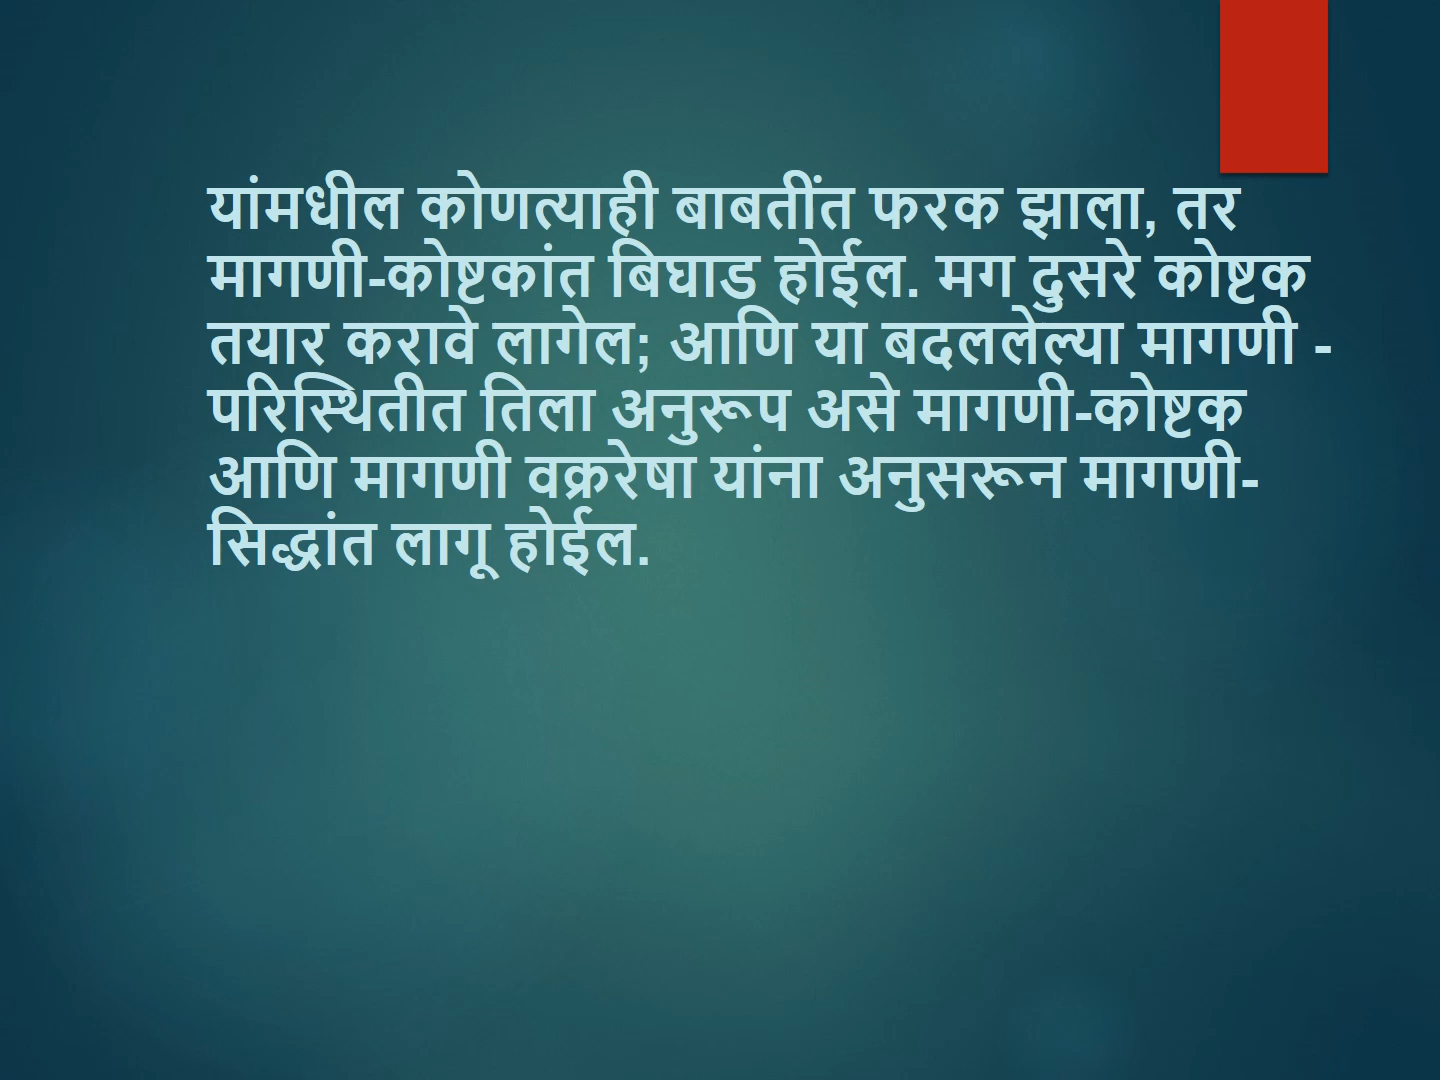 यांमधील कोणत्याही बाबतींत फरक झाला, तर
मागणी-कोष्टकांत बिघाड होईल. मग दुसरे कोष्टक
तयार करावे लागेल; आणि या बदललेल्या मागणी -
परिस्थितीत तिला अनुरूप असे मागणी-कोष्टक
आणि मागणी वक्ररेषा यांना अनुसरून मागणी-
सिद्धांत लागू होईल.